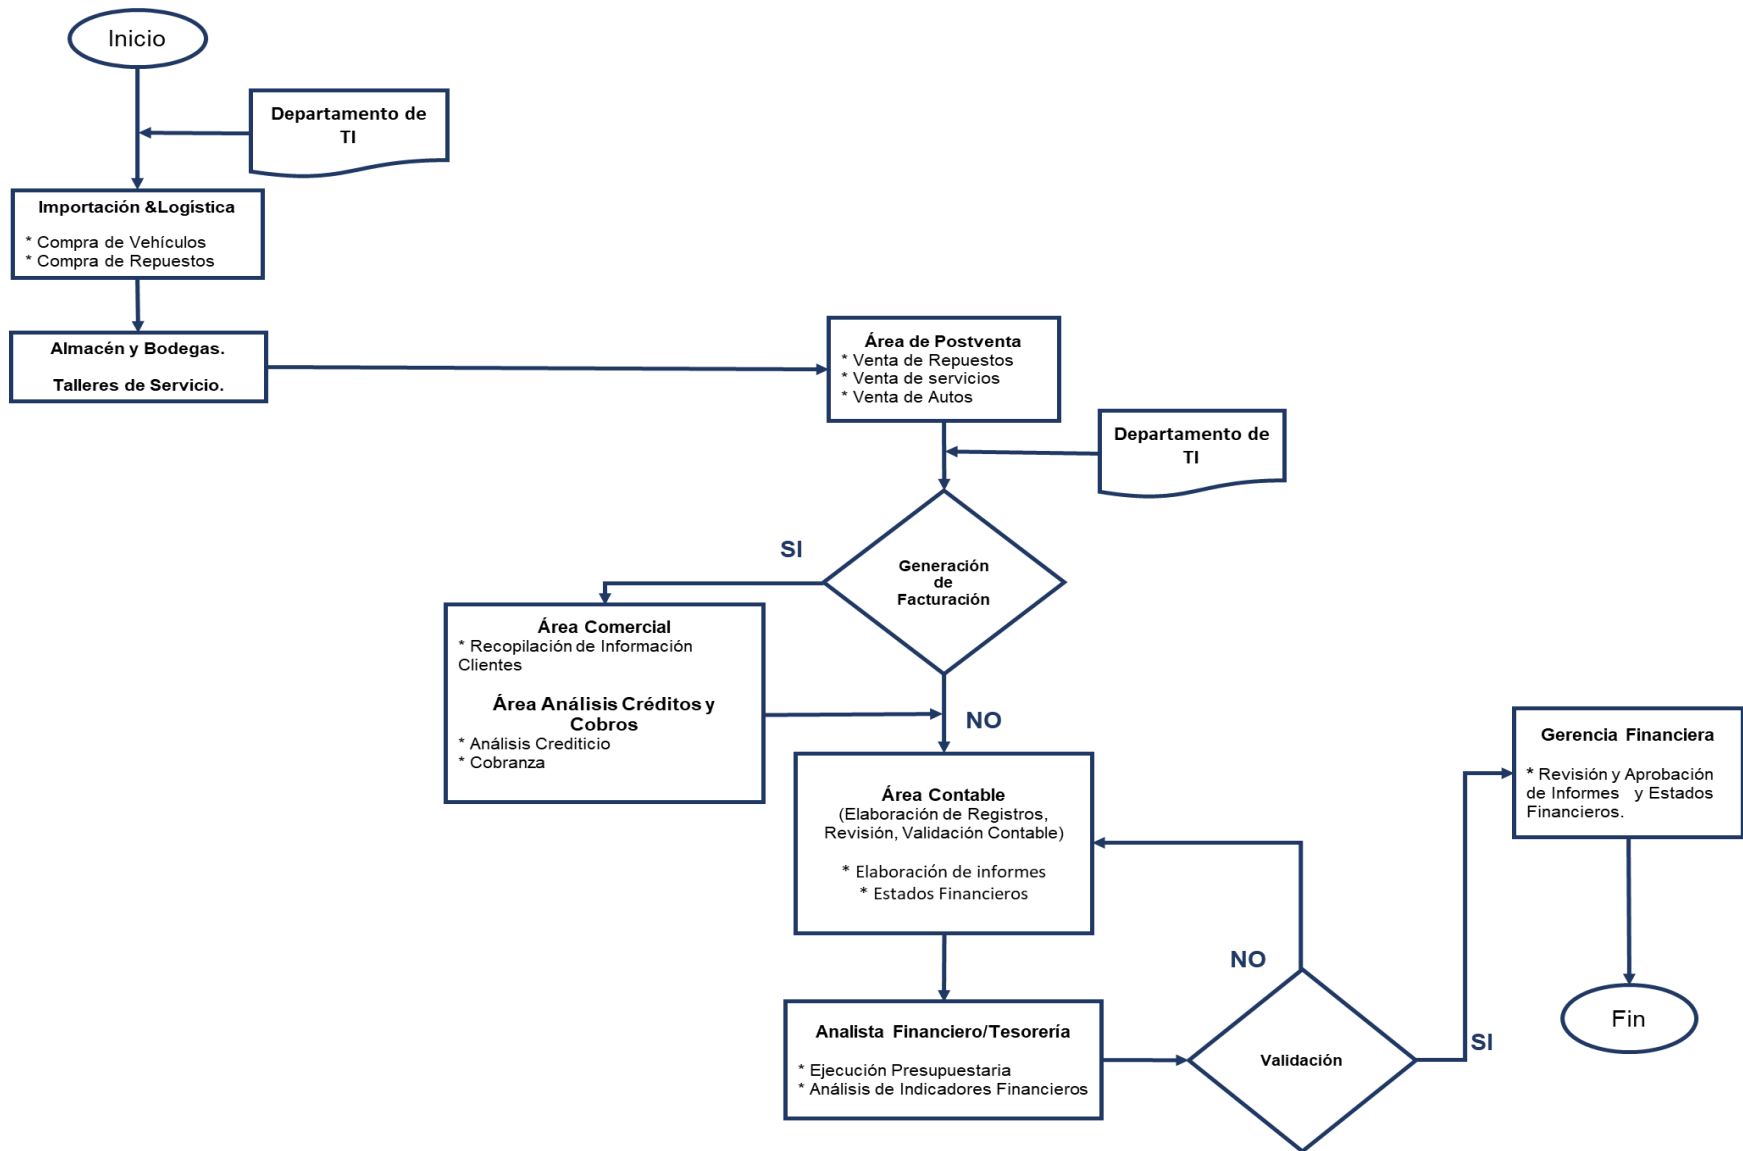 Inicio
Departamento de
TI
Importación &Logística
* Compra de Vehículos
* Compra de Repuestos
Almacén y Bodegas.
Talleres de Servicio.
Área de Postventa
* Venta de Repuestos
* Venta de servicios
* Venta de Autos
Departamento de
TI
Generación
de
Facturación
SI
Área Comercial
* Recopilación de Información
Clientes
Área Análisis Créditos y
Cobros
* Análisis Crediticio
* Cobranza
NO
Área Contable
(Elaboración de Registros,
Revisión, Validación Contable)
* Elaboración de informes
* Estados Financieros
Analista Financiero/Tesorería
* Ejecución Presupuestaria
* Análisis de Indicadores Financieros
Validación
NO
SI
Gerencia Financiera
* Revisión y Aprobación
de Informes y Estados
Financieros.
Fin